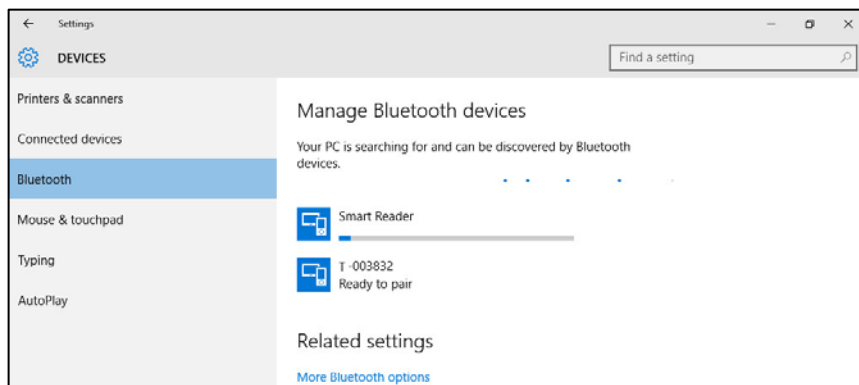 Settings
DEVICES
Find a setting
Printers & scanners
Connected devices
Bluetooth
Mouse & touchpad
Typing
AutoPlay
Manage Bluetooth devices
Your PC is searching for and can be discovered by Bluetooth
devices.
Smart Reader
T -003832
Ready to pair
Related settings
More Bluetooth options